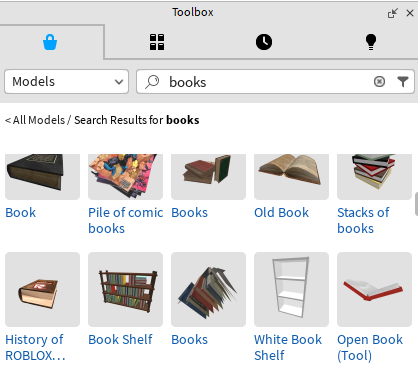 Toolbox
Models
books
< All Models / Search Results for books
Book
Pile of comic
books
Books
Old Book
Stacks of
books
History of
ROBLOX...
Book Shelf
Books
White Book
Shelf
Open Book
(Tool)